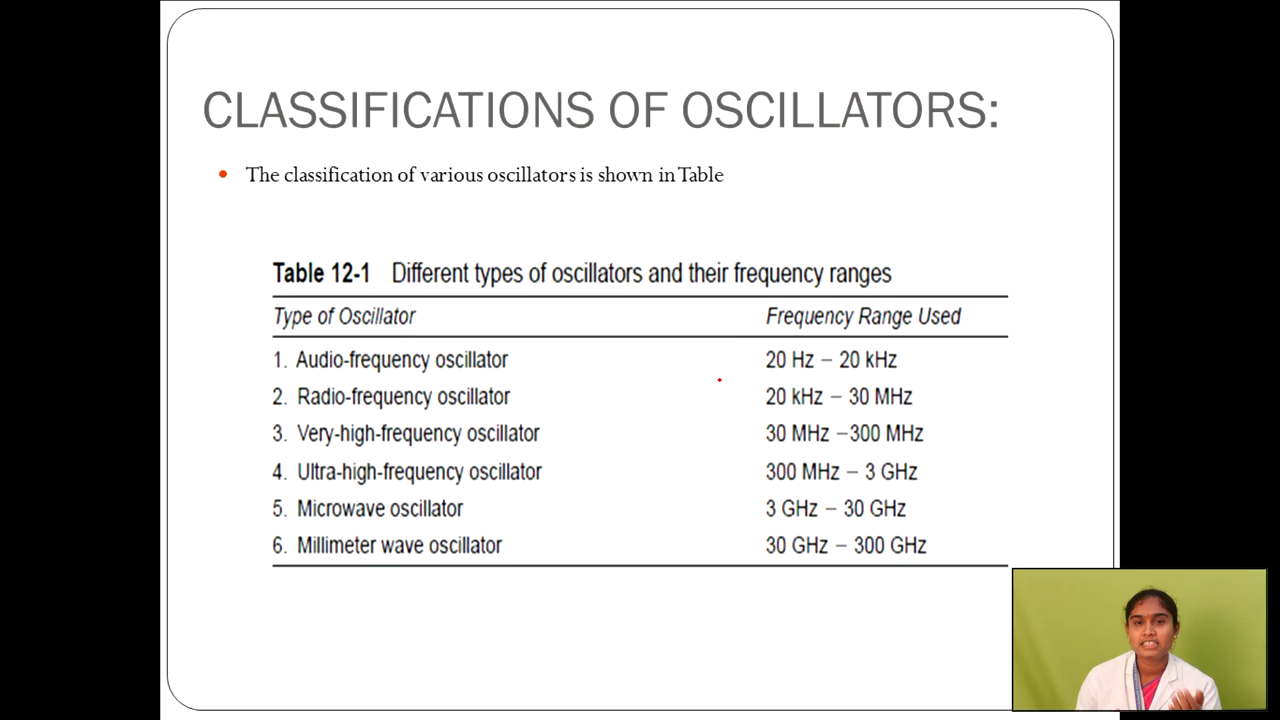 CLASSIFICATIONS OF OSCILLATORS:
• The classification of various oscillators is shown in Table
Table 12-1 Different types of oscillators and their frequency ranges
Type of Oscillator Frequency Range Used
1. Audio-frequency oscillator 20 Hz – 20 kHz
2. Radio-frequency oscillator 20 kHz – 30 MHz
3. Very-high-frequency oscillator 30 MHz –300 MHz
4. Ultra-high-frequency oscillator 300 MHz – 3 GHz
5. Microwave oscillator 3 GHz – 30 GHz
6. Millimeter wave oscillator 30 GHz – 300 GHz